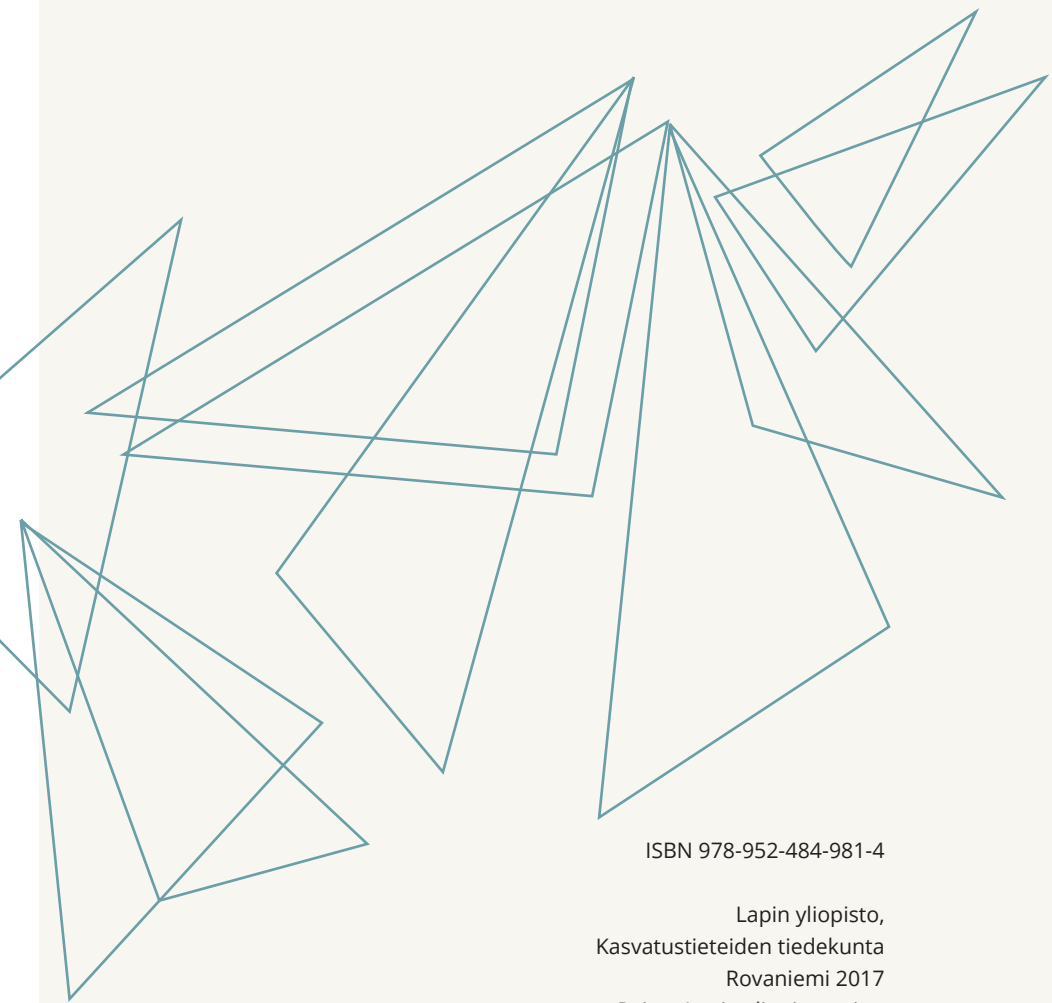 ISBN 978-952-484-981-4
Lapin yliopisto,
Kasvatustieteiden tiedekunta
Rovaniemi 2017